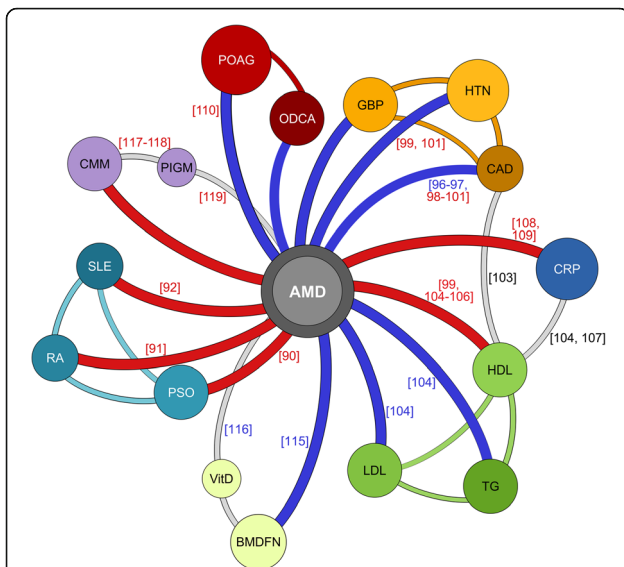 POAG
[110]
ODCA
GBP
HTN
[99, 101]
CAD
[117-118]
CMM
PIGM
[119]
[96-97,
98-101]
[108,
109]
CRP
SLE
[92]
AMD
[99,
104-106]
[103]
[104, 107]
RA
[91]
[90]
PSO
HDL
[104]
[104]
[116]
[115]
VitD
LDL
TG
BMDFN